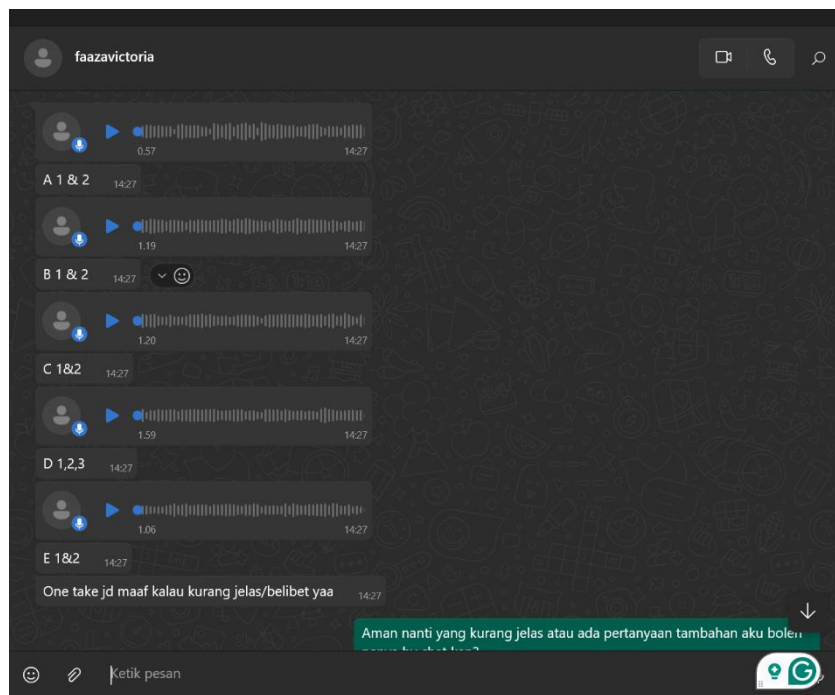 faazavictoria
0.57 14:27
A 1 & 2 14:27
1.19 14:27
B 1 & 2 14:27
1.20 14:27
C 1&2 14:27
1.59 14:27
D 1,2,3 14:27
1.06 14:27
E 1&2 14:27
One take jd maaf kalau kurang jelas/belibet yaa 14:27
Aman nanti yang kurang jelas atau ada pertanyaan tambahan aku boleh
Ketik pesan